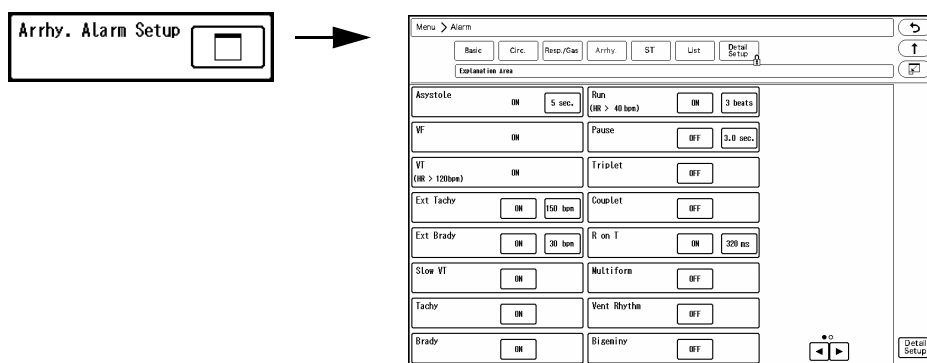 Arrhy. Alarm Setup
Menu > Alarm
Basic Circ. Resp./Gas Arrhy. ST List Detail Setup
Explanation Area
Asystole ON 5 sec.
Run (HR > 40 bpm) ON 3 beats
VF ON
Pause OFF 3.0 sec.
VT (HR > 120bpm) ON
Triplet OFF
Ext Tachy ON 150 bpm
Couplet OFF
Ext Brady ON 30 bpm
R on T ON 320 ms
Slow VT ON
Multiform OFF
Tachy ON
Vent Rhythm OFF
Brady ON
Bigeminy OFF
Detail Setup